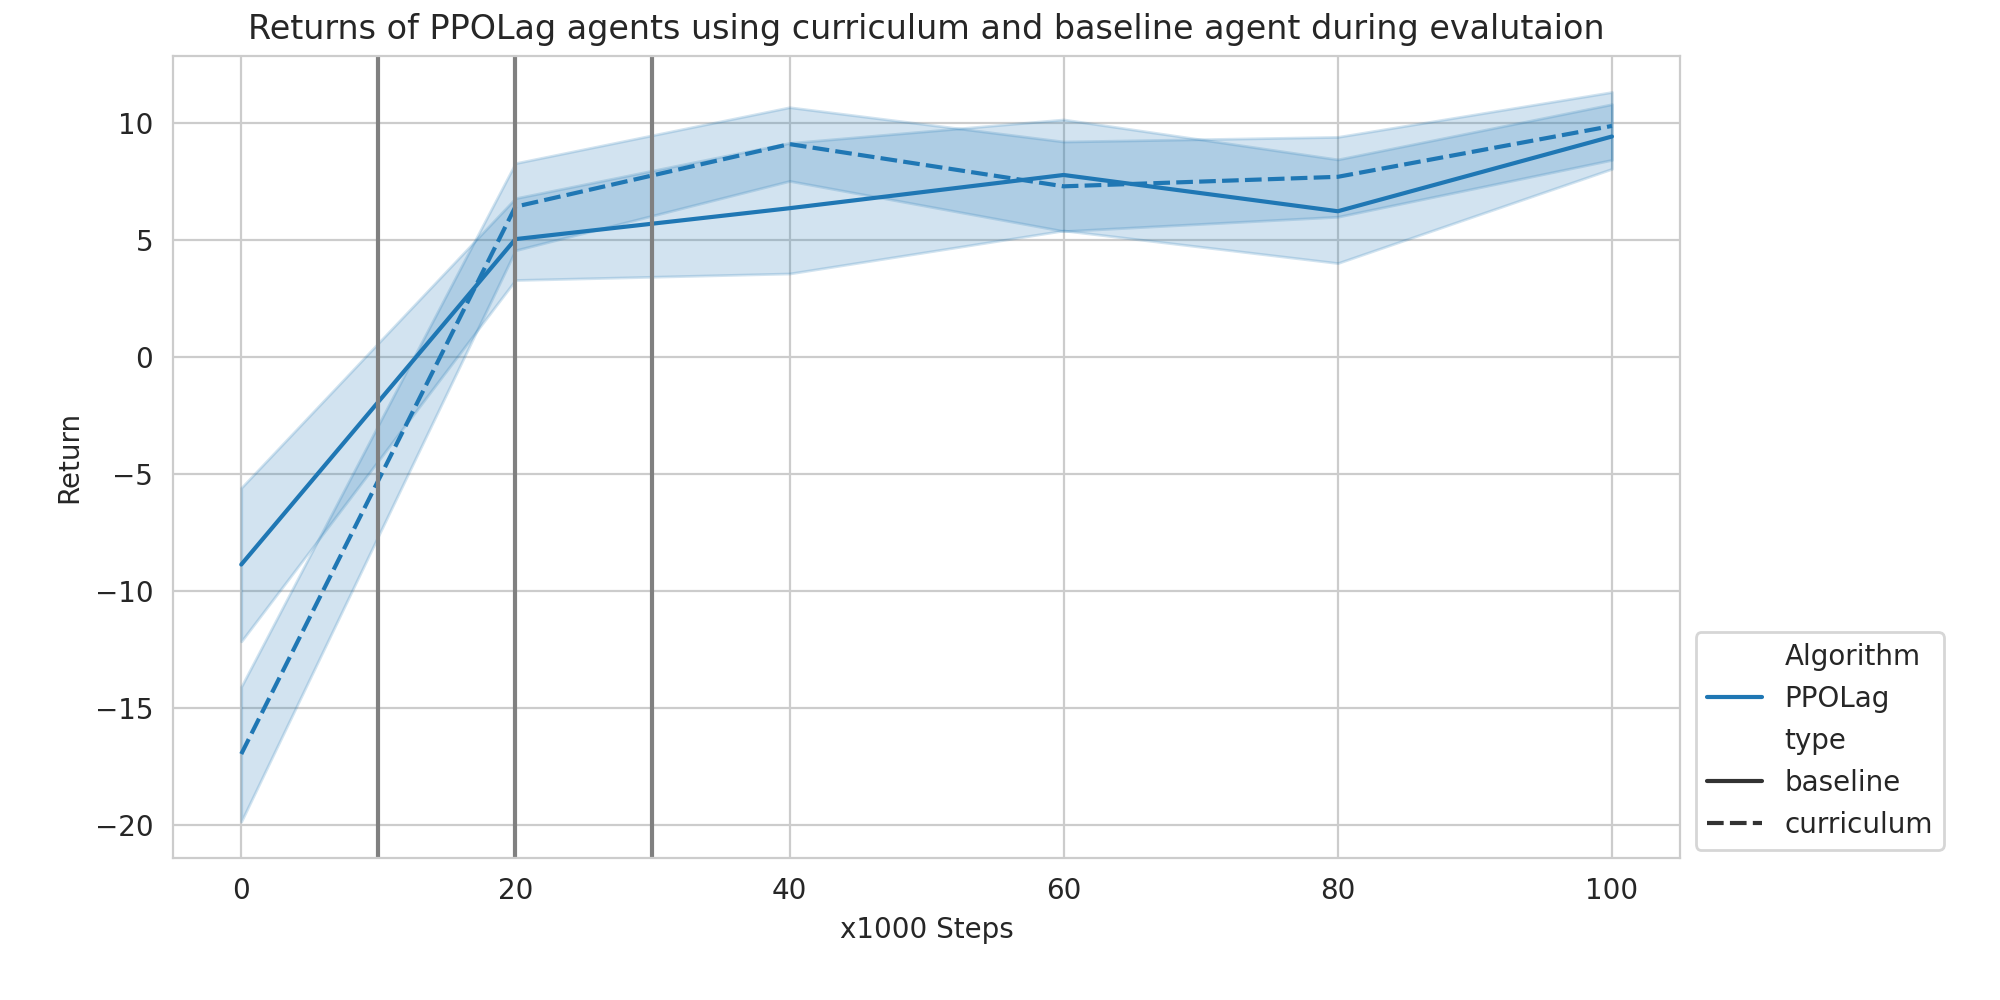 Returns of PPOLag agents using curriculum and baseline agent during evalutaion
10
5
0
−5
−10
−15
−20
Return
0 20 40 60 80 100
x1000 Steps
Algorithm
PPOLag
type
baseline
curriculum